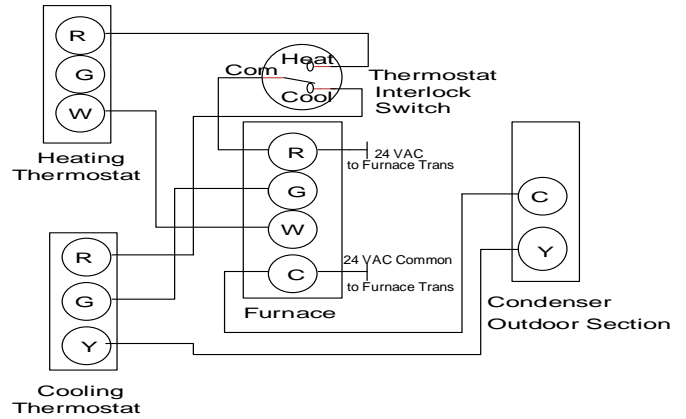 R
G
W
Heating
Thermostat
Heat
Com
Cool
Thermostat
Interlock
Switch
R
G
W
C
24 VAC
to Furnace Trans
24 VAC Common
to Furnace Trans
Furnace
C
Y
Condenser
Outdoor Section
R
G
Y
Cooling
Thermostat